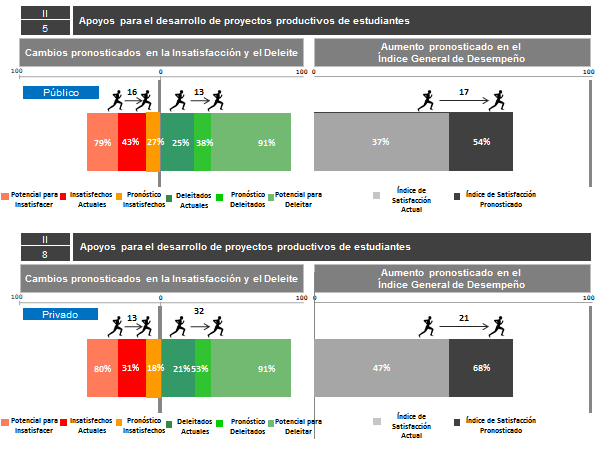 II
5
Apoyos para el desarrollo de proyectos productivos de estudiantes
Cambios pronosticados en la Insatisfacción y el Deleite
Aumento pronosticado en el
Índice General de Desempeño
100 0 100 0 100
Público
16 13 17
79% 43% 27% 25% 38% 91% 37% 54%
Potencial para
Insatisfacer
Insatisfechos
Actuales
Pronóstico
Insatisfechos
Deleitados
Actuales
Pronóstico
Deleitados
Potencial para
Deleitar
Índice de
Satisfacción
Actual
Índice de Satisfacción
Pronosticado
II
8
Apoyos para el desarrollo de proyectos productivos de estudiantes
Cambios pronosticados en la Insatisfacción y el Deleite
Aumento pronosticado en el
Índice General de Desempeño
100 0 100 0 100
Privado
13 32 21
80% 31% 18% 21% 53% 91% 47% 68%
Potencial para
Insatisfacer
Insatisfechos
Actuales
Pronóstico
Insatisfechos
Deleitados
Actuales
Pronóstico
Deleitados
Potencial para
Deleitar
Índice de
Satisfacción
Actual
Índice de Satisfacción
Pronosticado